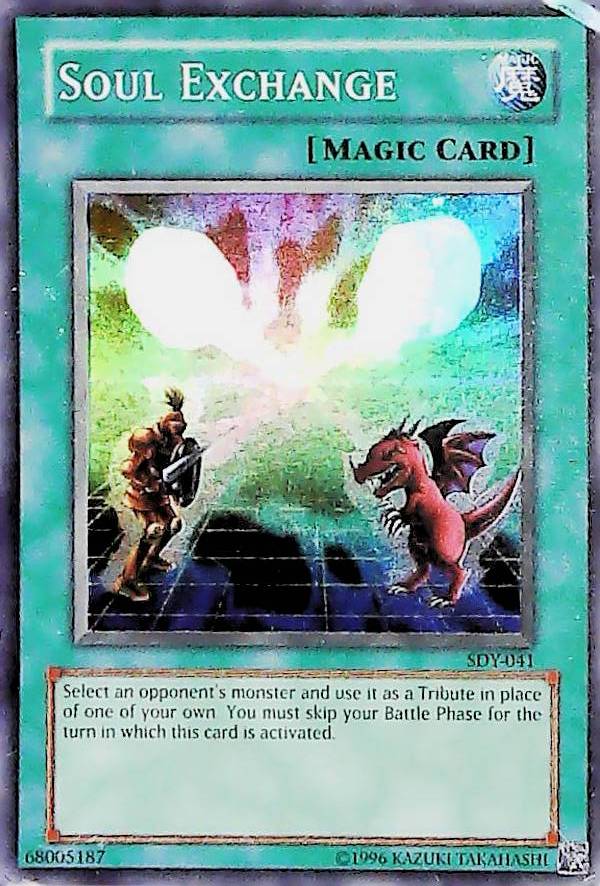 SOUL EXCHANGE
MAGIC
魔
[MAGIC CARD]
SDY-041
Select an opponent's monster and use it as a Tribute in place
of one of your own. You must skip your Battle Phase for the
turn in which this card is activated.
68005187
©1996 KAZUKI TAKAHASHI